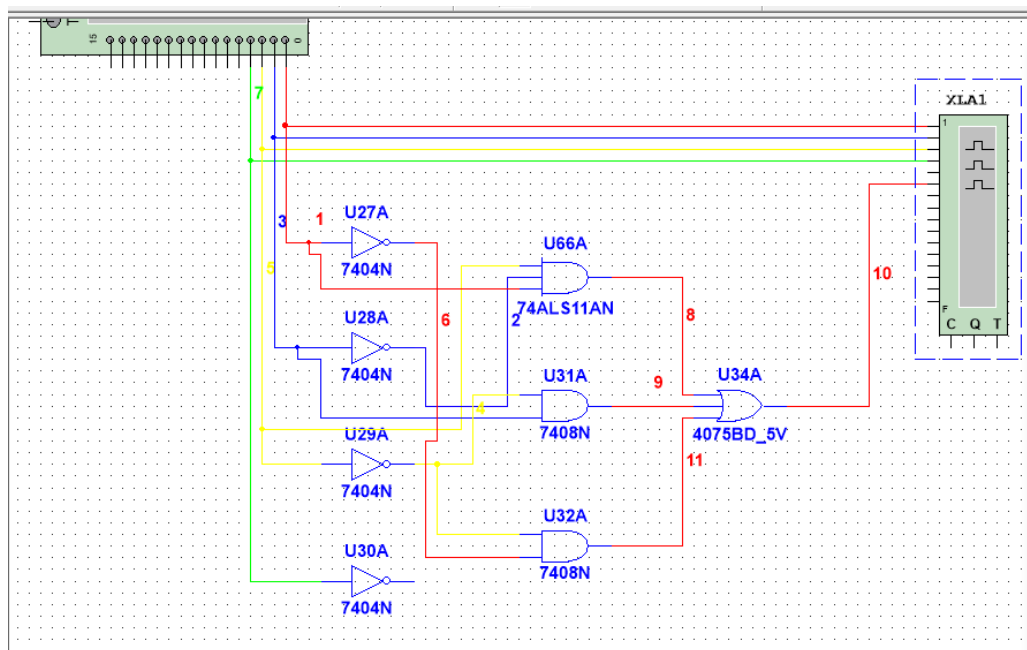 T
15
0
7
XLA1
1
3
1
U27A
7404N
5
U66A
74ALS11AN
10
6
2
8
F
C Q T
U28A
7404N
U31A
7408N
4
9
U34A
4075BD_5V
U29A
7404N
11
U32A
7408N
U30A
7404N